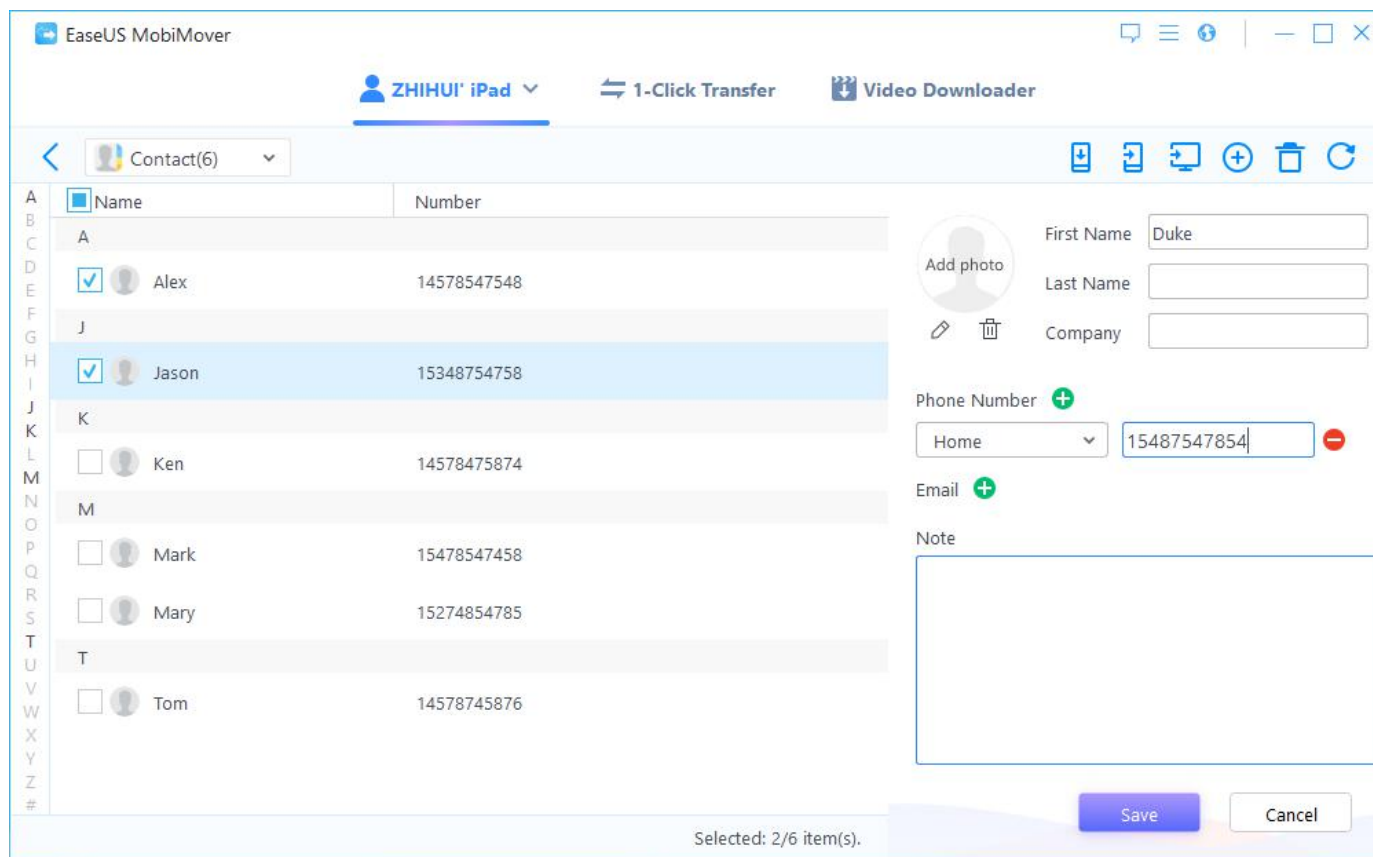 EaseUS MobiMover
ZHIHUI' iPad
1-Click Transfer
Video Downloader
Contact(6)
A
B
C
D
E
F
G
H
I
J
K
L
M
N
O
P
Q
R
S
T
U
V
W
X
Y
Z
#
Name Number
A
Alex 14578547548
J
Jason 15348754758
K
Ken 14578475874
M
Mark 15478547458
Mary 15274854785
T
Tom 14578745876
Selected: 2/6 item(s).
Add photo
First Name Duke
Last Name
Company
Phone Number
Home 15487547854
Email
Note
Save Cancel